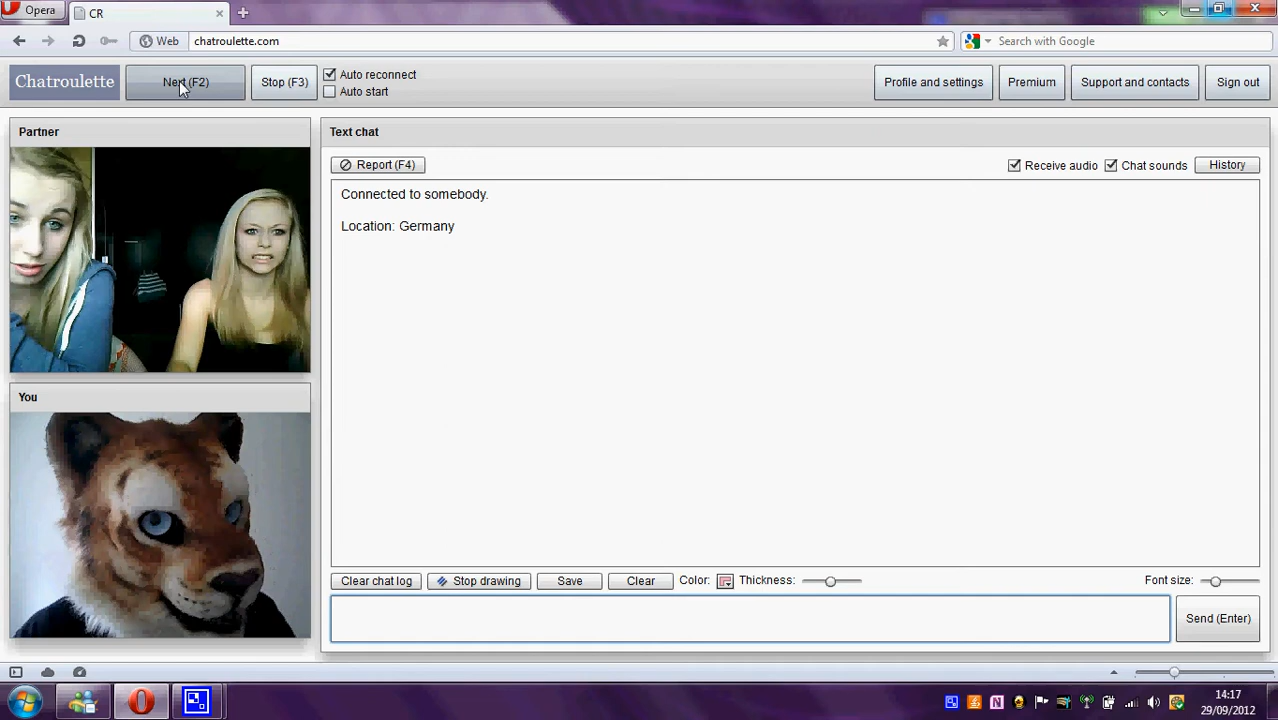 Opera
CR
Web
chatroulette.com
Search with Google
Chatroulette
Next (F2)
Stop (F3)
Auto reconnect
Auto start
Profile and settings
Premium
Support and contacts
Sign out
Partner
Text chat
Report (F4)
Receive audio
Chat sounds
History
Connected to somebody.
Location: Germany
You
Clear chat log
Stop drawing
Save
Clear
Color:
Thickness:
Font size:
Send (Enter)
14:17
29/09/2012